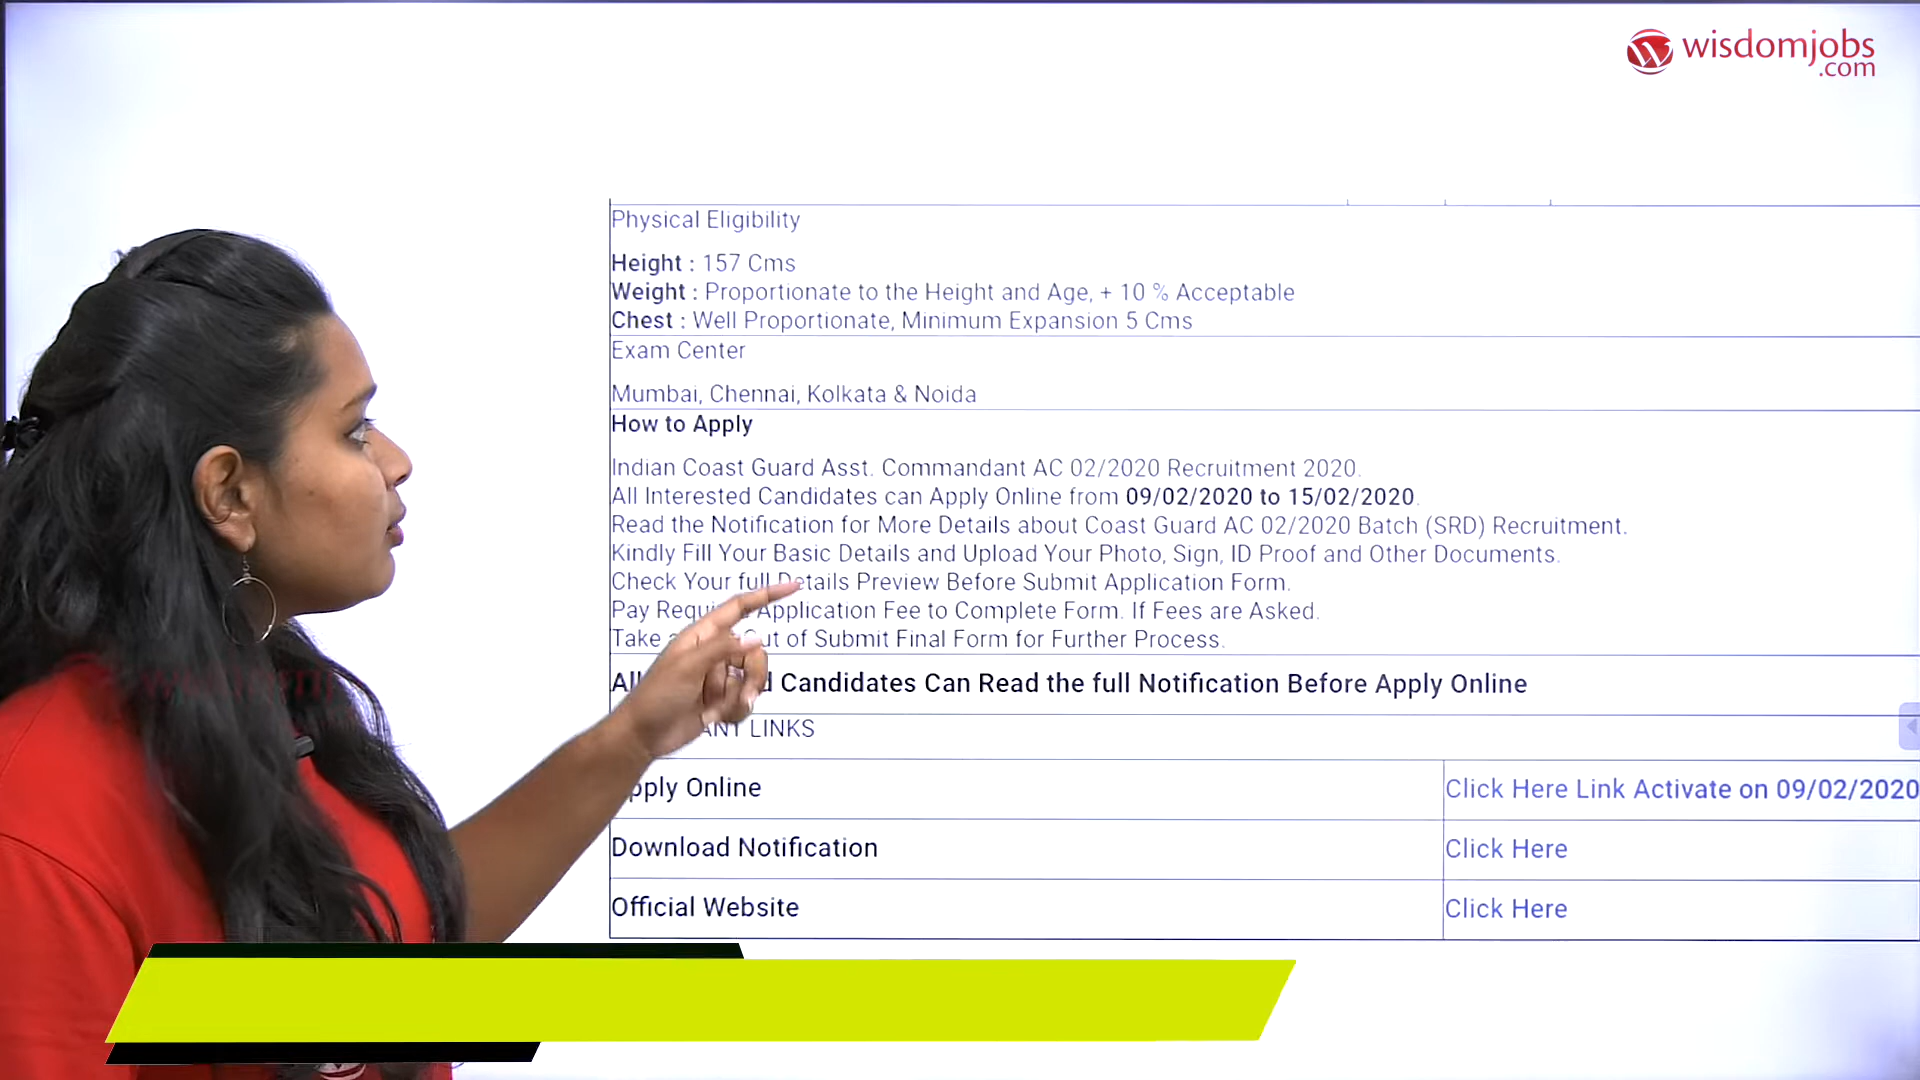 wisdomjobs
.com
Physical Eligibility
Height : 157 Cms
Weight : Proportionate to the Height and Age, + 10 % Acceptable
Chest : Well Proportionate, Minimum Expansion 5 Cms
Exam Center
Mumbai, Chennai, Kolkata & Noida
How to Apply
Indian Coast Guard Asst. Commandant AC 02/2020 Recruitment 2020.
All Interested Candidates can Apply Online from 09/02/2020 to 15/02/2020.
Read the Notification for More Details about Coast Guard AC 02/2020 Batch (SRD) Recruitment.
Kindly Fill Your Basic Details and Upload Your Photo, Sign, ID Proof and Other Documents.
Check Your full Details Preview Before Submit Application Form.
Pay Application Fee to Complete Form. If Fees are Asked.
Take of Submit Final Form for Further Process.
Candidates Can Read the full Notification Before Apply Online
LINKS
Apply Online Click Here Link Activate on 09/02/2020
Download Notification Click Here
Official Website Click Here